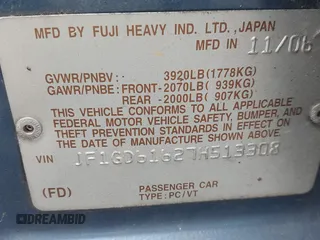 MFD BY FUJI HEAVY IND. LTD., JAPAN
MFD IN 11/06
GVWR/PNBV: 3920LB(1778KG)
GAWR/PNBE: FRONT-2070LB( 939KG)
REAR -2000LB( 907KG)
THIS VEHICLE CONFORMS TO ALL APPLICABLE
FEDERAL MOTOR VEHICLE SAFETY, BUMPER, AND
THEFT PREVENTION STANDARDS IN EFFECT ON
THE DATE OF MANUFACTURE SHOWN ABOVE.
VIN JF1GD61627H513308
(FD) PASSENGER CAR
TYPE: PC/VT
DREAMBID